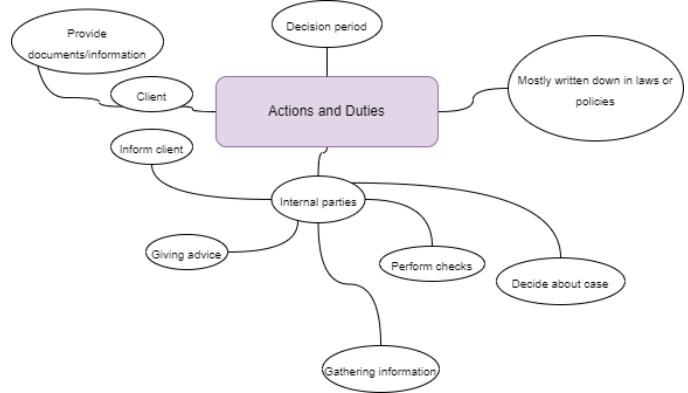 Provide
documents/information
Decision period
Client
Actions and Duties
Mostly written down in laws or
policies
Inform client
Internal parties
Giving advice
Perform checks
Decide about case
Gathering information